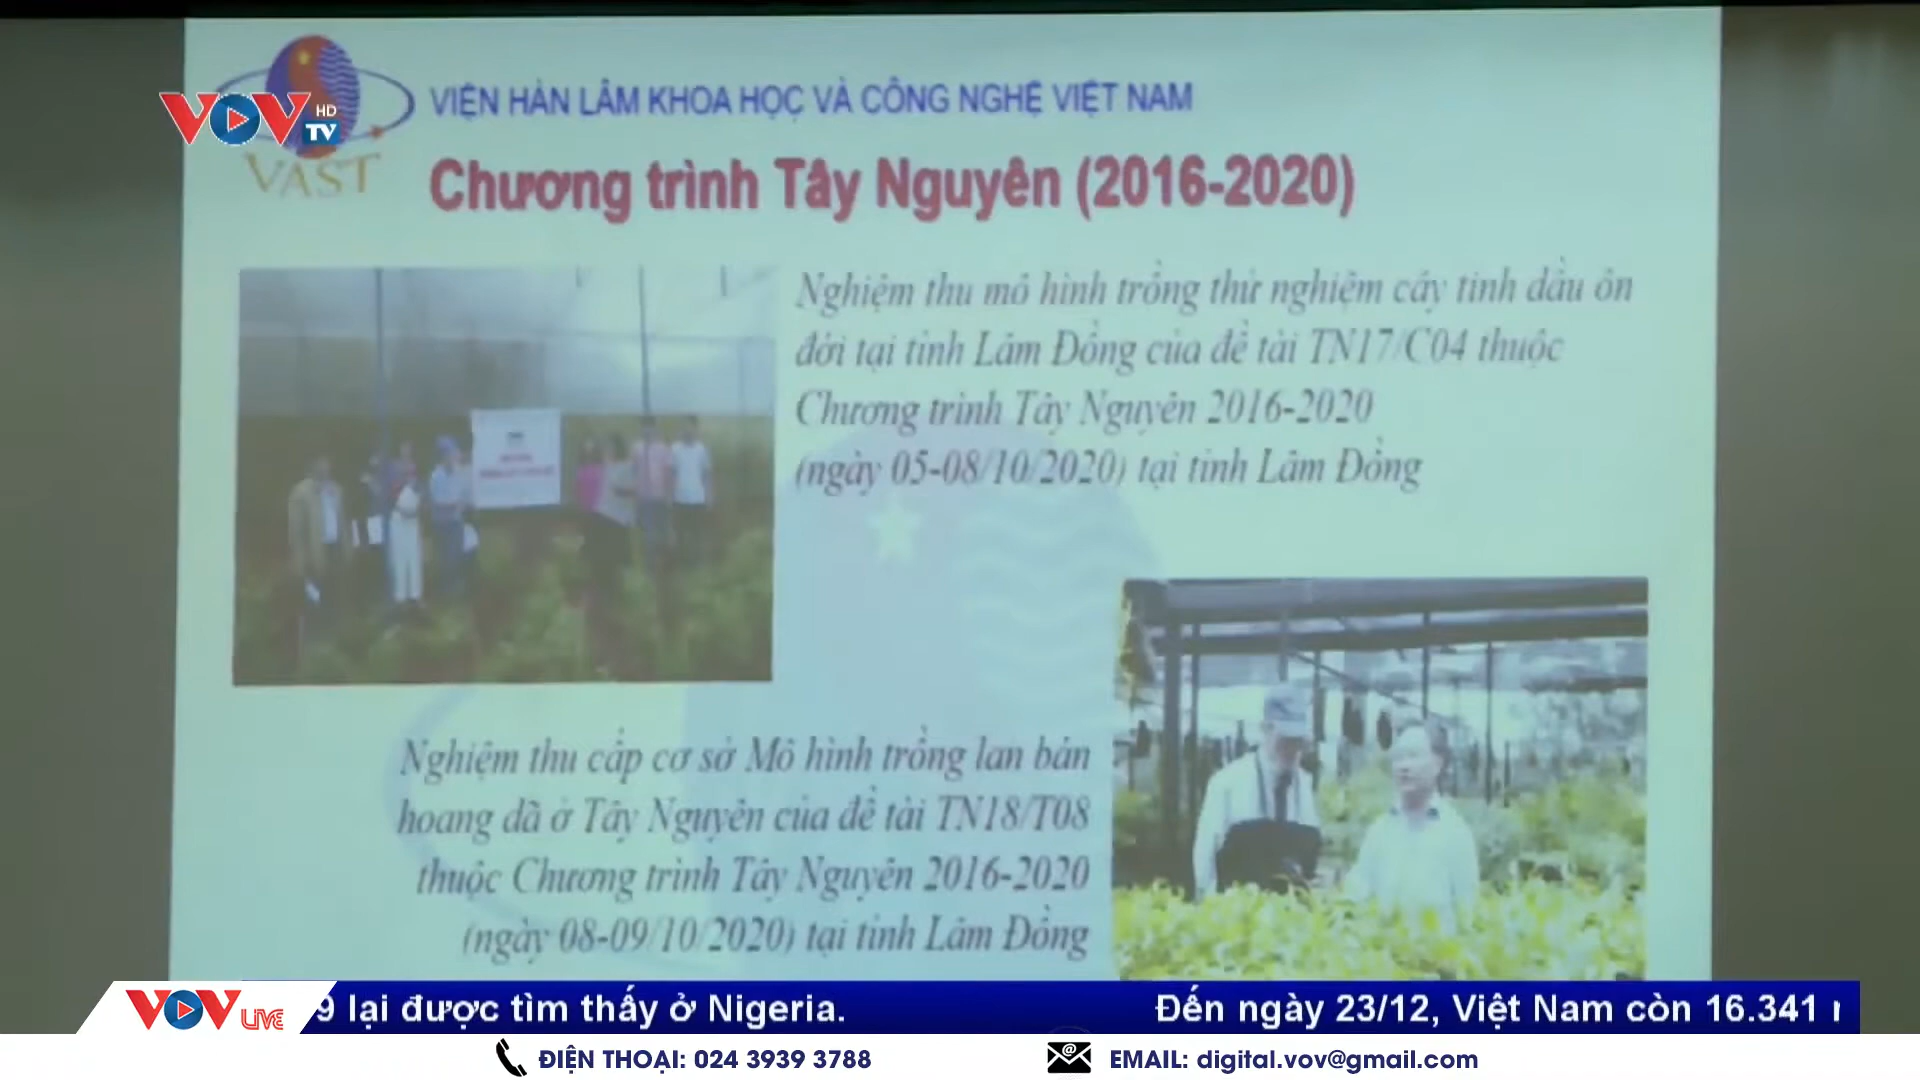 VOV HD TV
VAST
VIỆN HÀN LÂM KHOA HỌC VÀ CÔNG NGHỆ VIỆT NAM
Chương trình Tây Nguyên (2016-2020)
Nghiệm thu mô hình trồng thử nghiệm cây tinh dầu ôn
đới tại tỉnh Lâm Đồng của đề tài TN17/C04 thuộc
Chương trình Tây Nguyên 2016-2020
(ngày 05-08/10/2020) tại tỉnh Lâm Đồng
Nghiệm thu cấp cơ sở Mô hình trồng lan bản
hoang dã ở Tây Nguyên của đề tài TN18/T08
thuộc Chương trình Tây Nguyên 2016-2020
(ngày 08-09/10/2020) tại tỉnh Lâm Đồng
VOV LIVE
9 lại được tìm thấy ở Nigeria. Đến ngày 23/12, Việt Nam còn 16.341
ĐIỆN THOẠI: 024 3939 3788 EMAIL: digital.vov@gmail.com